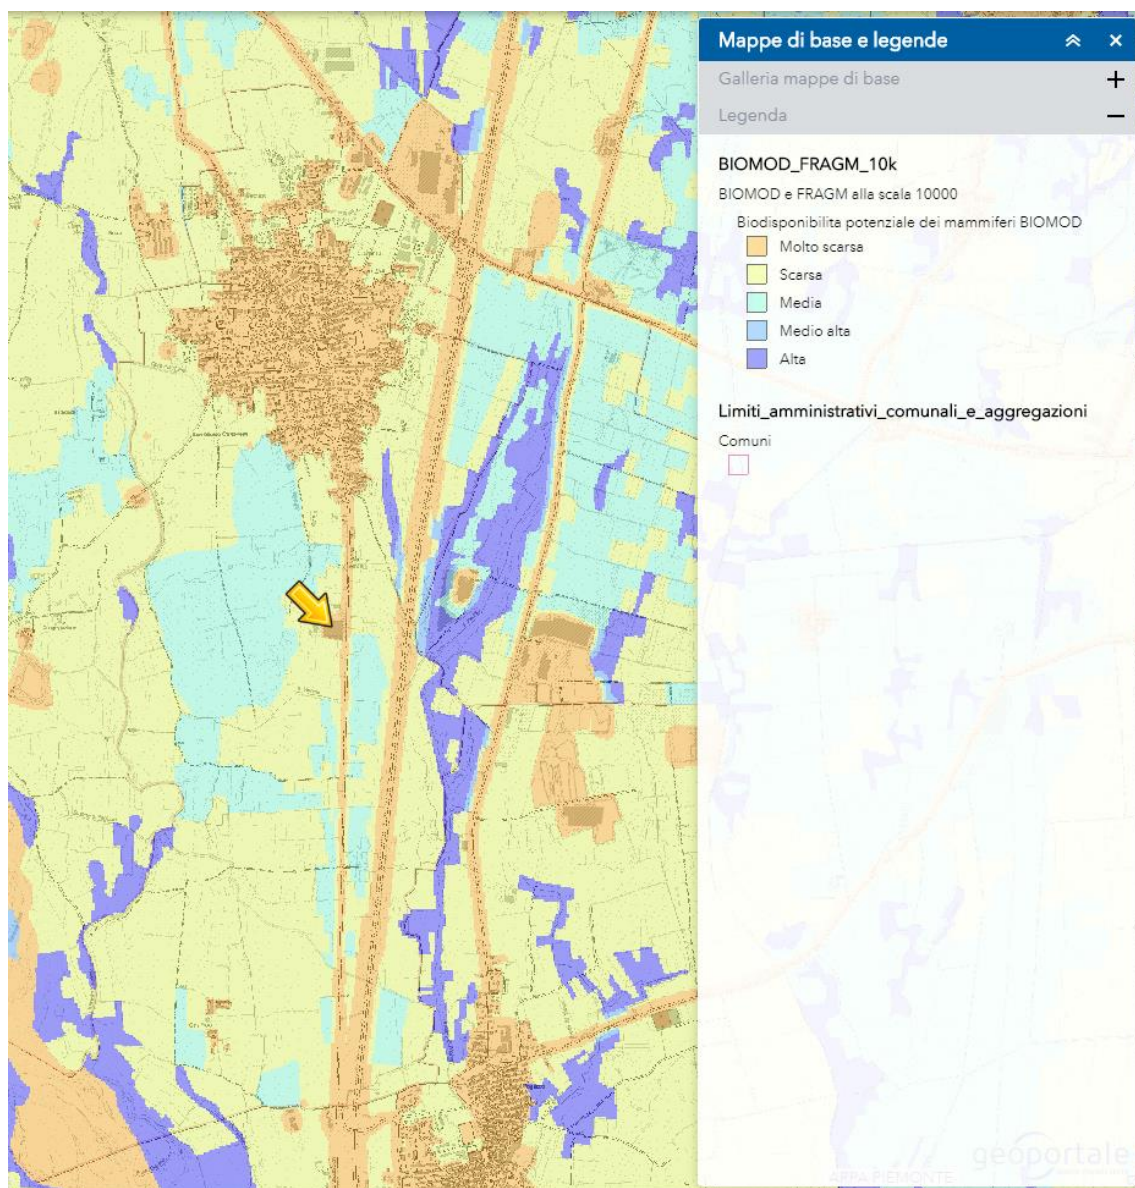 Mappe di base e legende
Galleria mappe di base
Legenda
BIOMOD_FRAGM_10k
BIOMOD e FRAGM alla scala 10000
Biodisponibilita potenziale dei mammiferi BIOMOD
Molto scarsa
Scarsa
Media
Medio alta
Alta
Limiti_amministrativi_comunali_e_aggregazioni
Comuni
geoportale
ARPA PIEMONTE